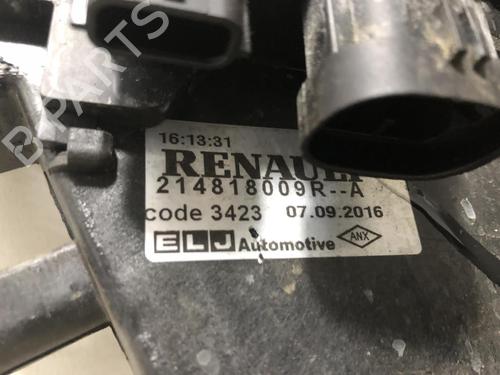 16:13:31
RENAULT
214818009R--A
code 3423 07.09.2016
ELJ Automotive ANX
B-PARTS